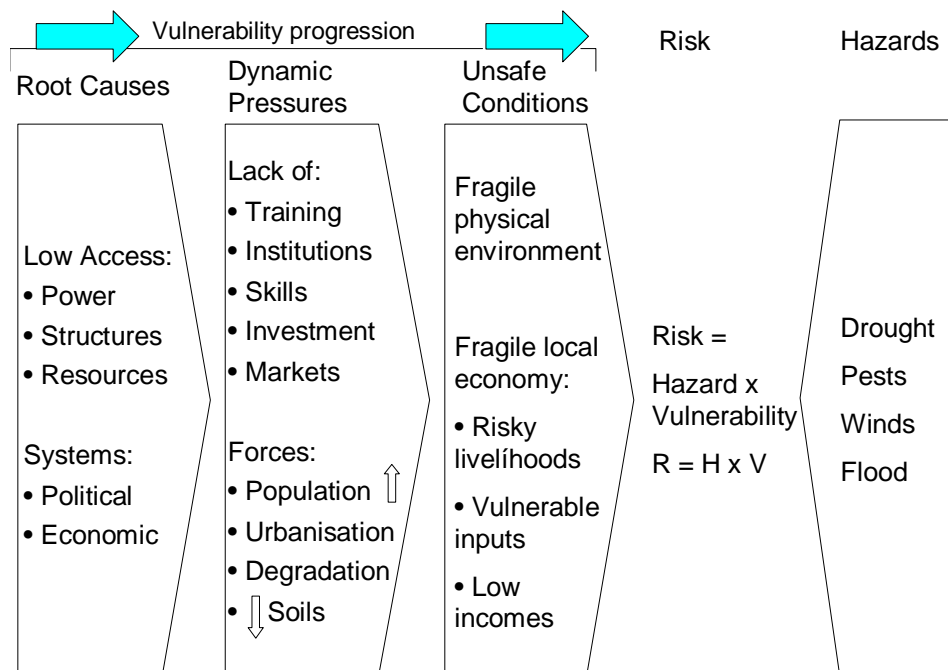 Vulnerability progression
Risk
Hazards
Root Causes
Dynamic
Pressures
Unsafe
Conditions
Low Access:
• Power
• Structures
• Resources
Systems:
• Political
• Economic
Lack of:
• Training
• Institutions
• Skills
• Investment
• Markets
Forces:
• Population
• Urbanisation
• Degradation
• Soils
Fragile
physical
environment
Fragile local
economy:
• Risky
livelíhoods
• Vulnerable
inputs
• Low
incomes
Risk =
Hazard x
Vulnerability
R = H x V
Drought
Pests
Winds
Flood